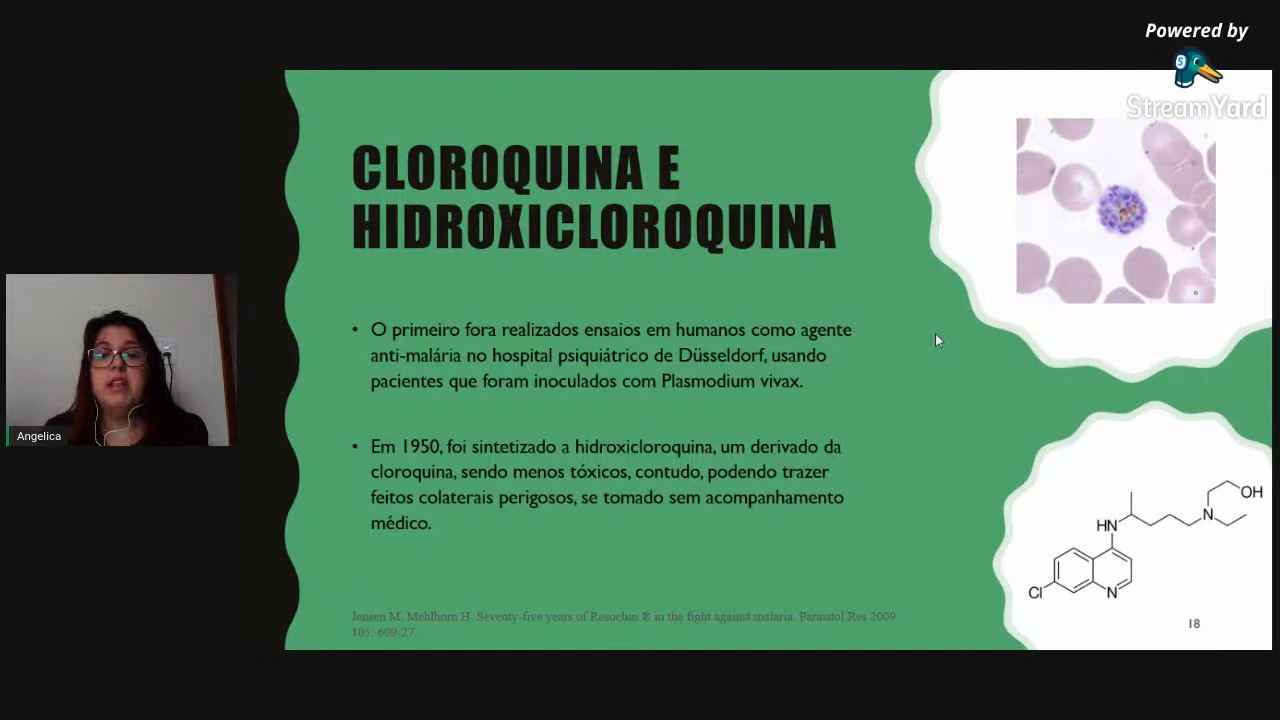 Powered by
StreamYard
CLOROQUINA E
HIDROXICLOROQUINA
• O primeiro fora realizados ensaios em humanos como agente
anti-malária no hospital psiquiátrico de Düsseldorf, usando
pacientes que foram inoculados com Plasmodium vivax.
• Em 1950, foi sintetizado a hidroxicloroquina, um derivado da
cloroquina, sendo menos tóxicos, contudo, podendo trazer
feitos colaterais perigosos, se tomado sem acompanhamento
médico.
Angelica
OH
HN
N
Cl
N
Jensen M. Mehlhorn H. Seventy-five years of Resochin ® in the fight against malaria. Parasitol Res 2009
105; 609-27
18